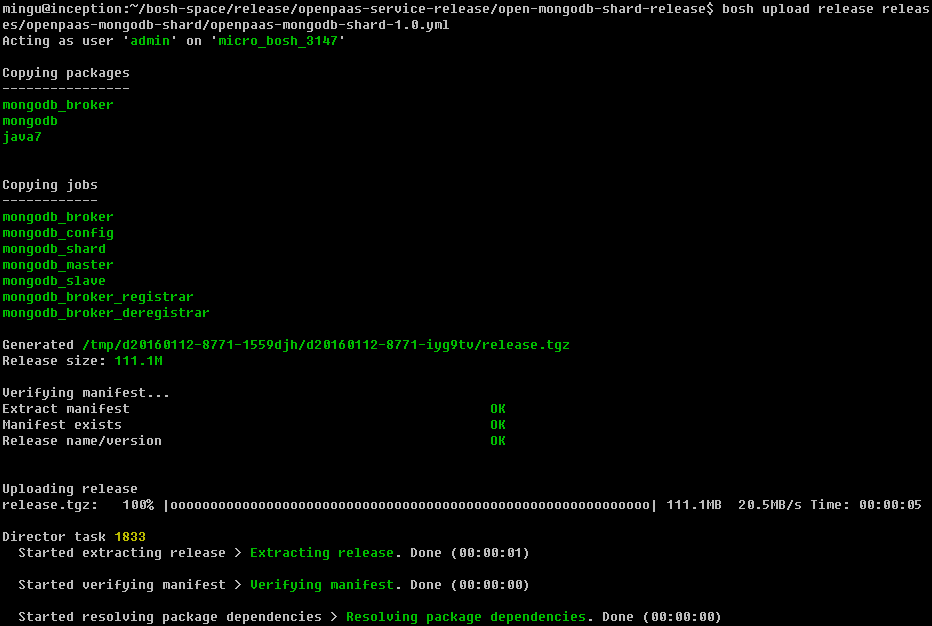 mingu@inception:~/bosh-space/release/openpaas-service-release/open-mongodb-shard-release$ bosh upload release releas
es/openpaas-mongodb-shard/openpaas-mongodb-shard-1.0.yml
Acting as user 'admin' on 'micro_bosh_3147'
Copying packages
----------------
mongodb_broker
mongodb
java7
Copying jobs
------------
mongodb_broker
mongodb_config
mongodb_shard
mongodb_master
mongodb_slave
mongodb_broker_registrar
mongodb_broker_deregistrar
Generated /tmp/d20160112-8771-1559djh/d20160112-8771-iyg9tv/release.tgz
Release size: 111.1M
Verifying manifest...
Extract manifest OK
Manifest exists OK
Release name/version OK
Uploading release
release.tgz: 100% |oooooooooooooooooooooooooooooooooooooooooooooooooooooooooooo| 111.1MB 20.5MB/s Time: 00:00:05
Director task 1833
Started extracting release > Extracting release. Done (00:00:01)
Started verifying manifest > Verifying manifest. Done (00:00:00)
Started resolving package dependencies > Resolving package dependencies. Done (00:00:00)